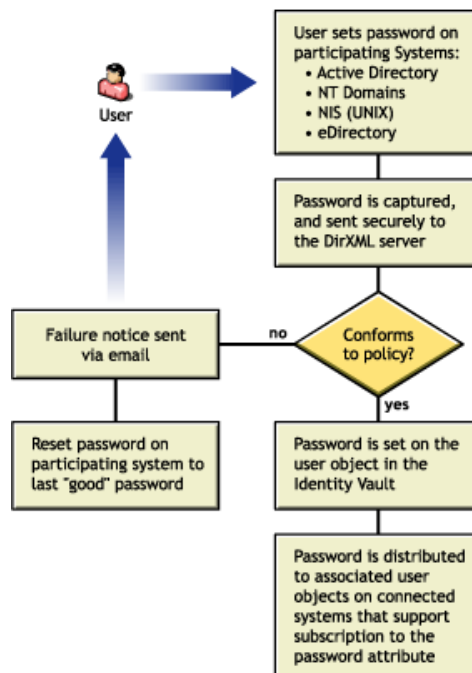 User
User sets password on
participating Systems:
• Active Directory
• NT Domains
• NIS (UNIX)
• eDirectory
Password is captured,
and sent securely to
the DirXML server
Conforms
to policy?
no
Failure notice sent
via email
Reset password on
participating system to
last "good" password
yes
Password is set on the
user object in the
Identity Vault
Password is distributed
to associated user
objects on connected
systems that support
subscription to the
password attribute